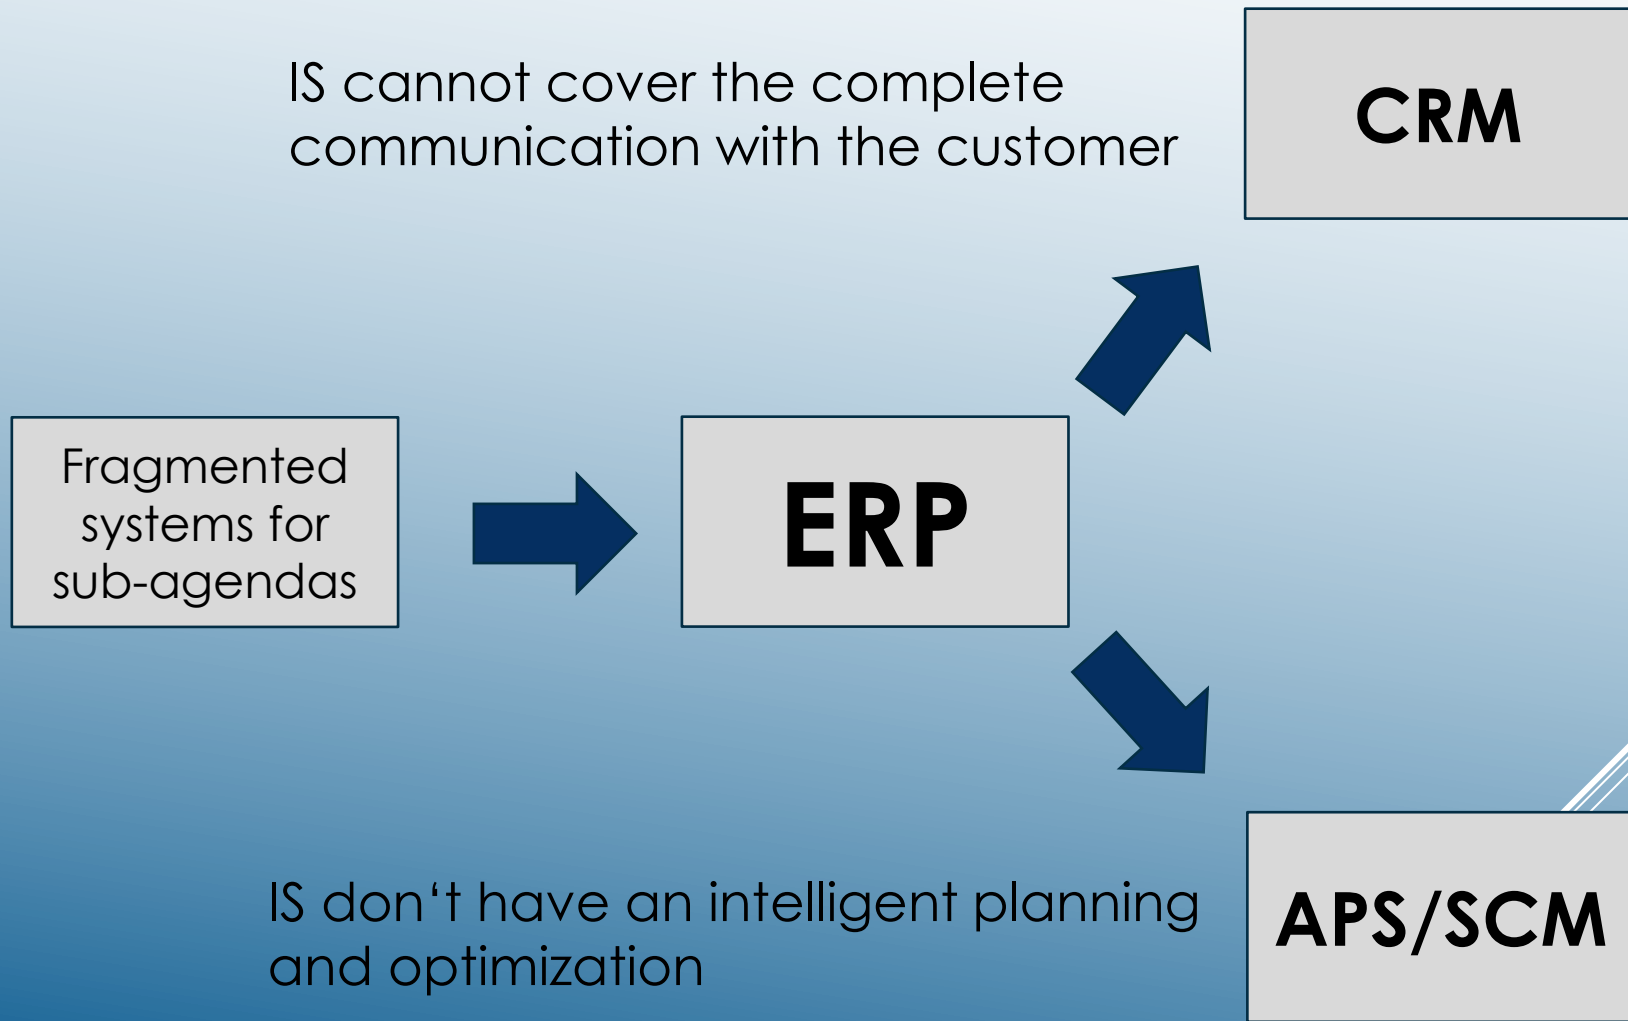 IS cannot cover the complete
communication with the customer
CRM
Fragmented
systems for
sub-agendas
ERP
IS don‘t have an intelligent planning
and optimization
APS/SCM